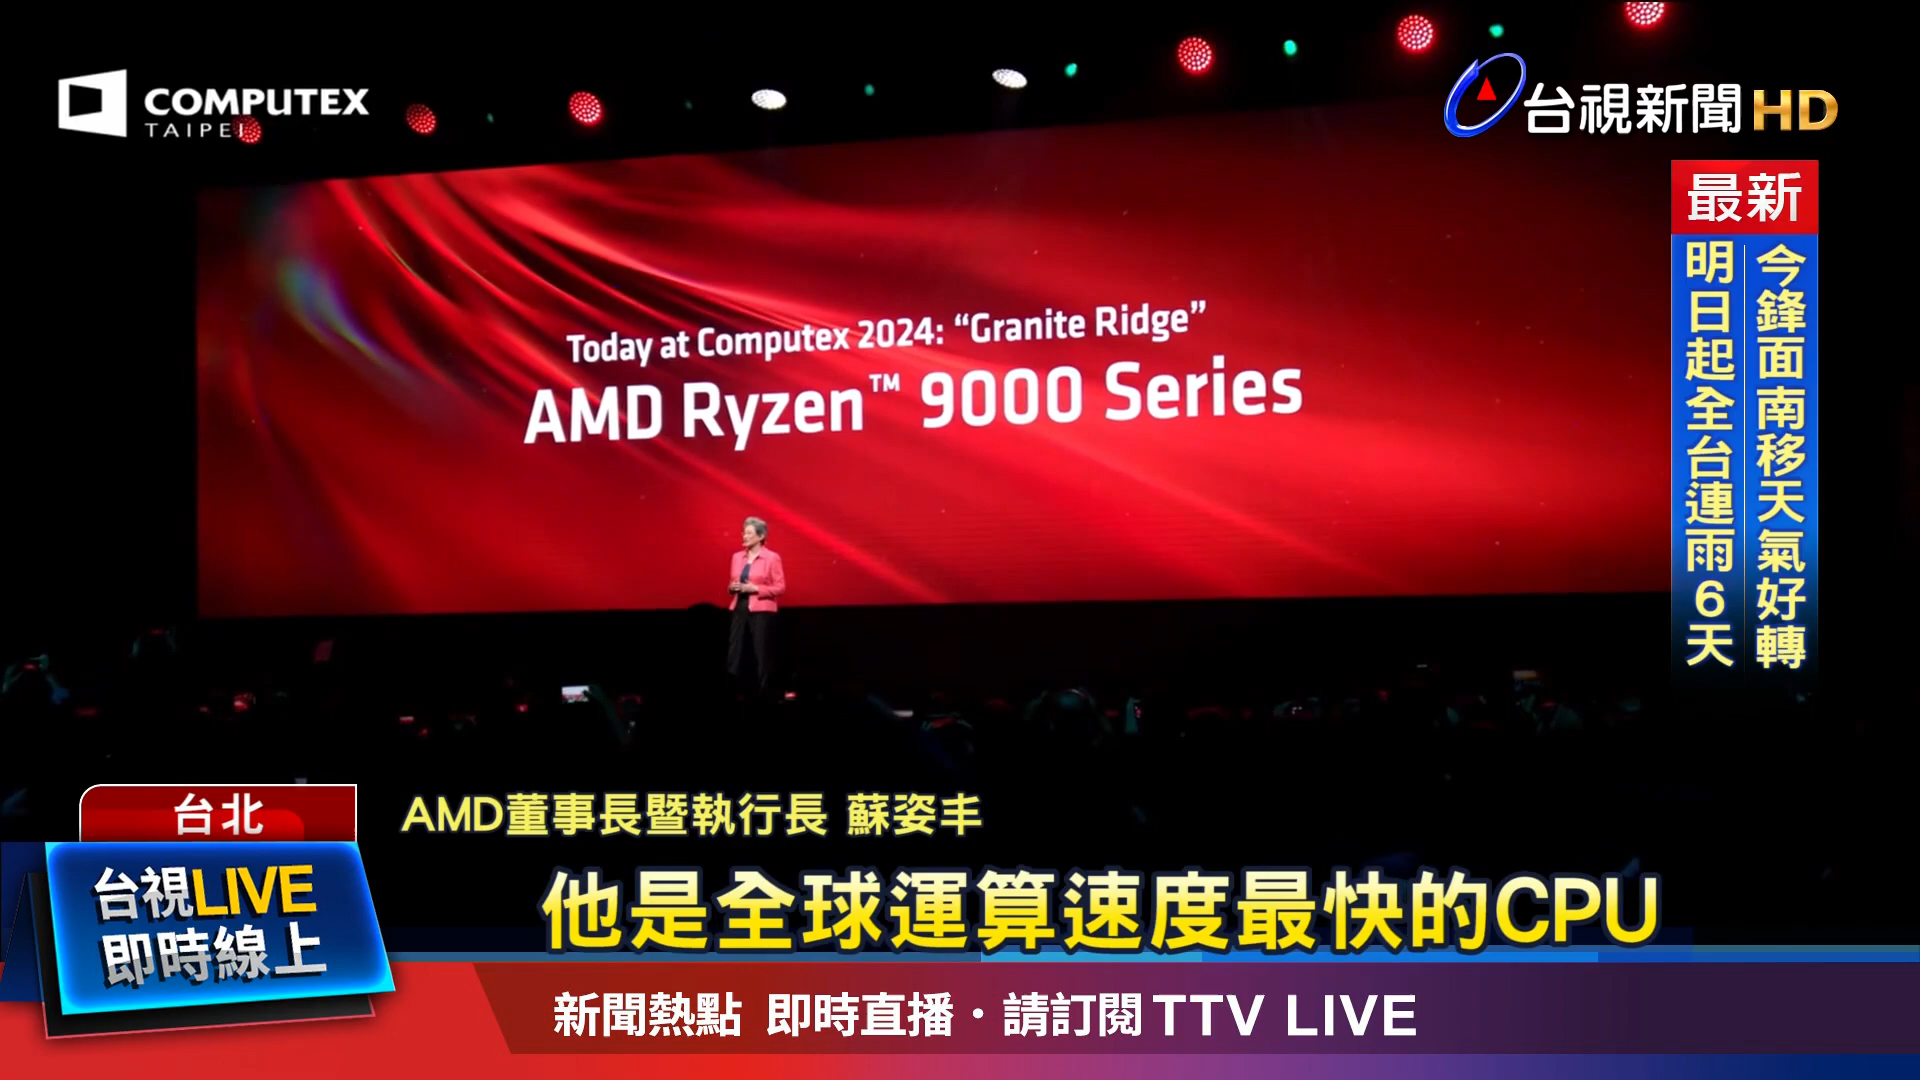 COMPUTEX
TAIPEI
台視新聞HD
最新
今鋒面南移天氣好轉
明日起全台連雨6天
Today at Computex 2024: “Granite Ridge”
AMD Ryzen™ 9000 Series
台北
AMD董事長暨執行長 蘇姿丰
台視LIVE
即時線上
他是全球運算速度最快的CPU
新聞熱點 即時直播・請訂閱TTV LIVE